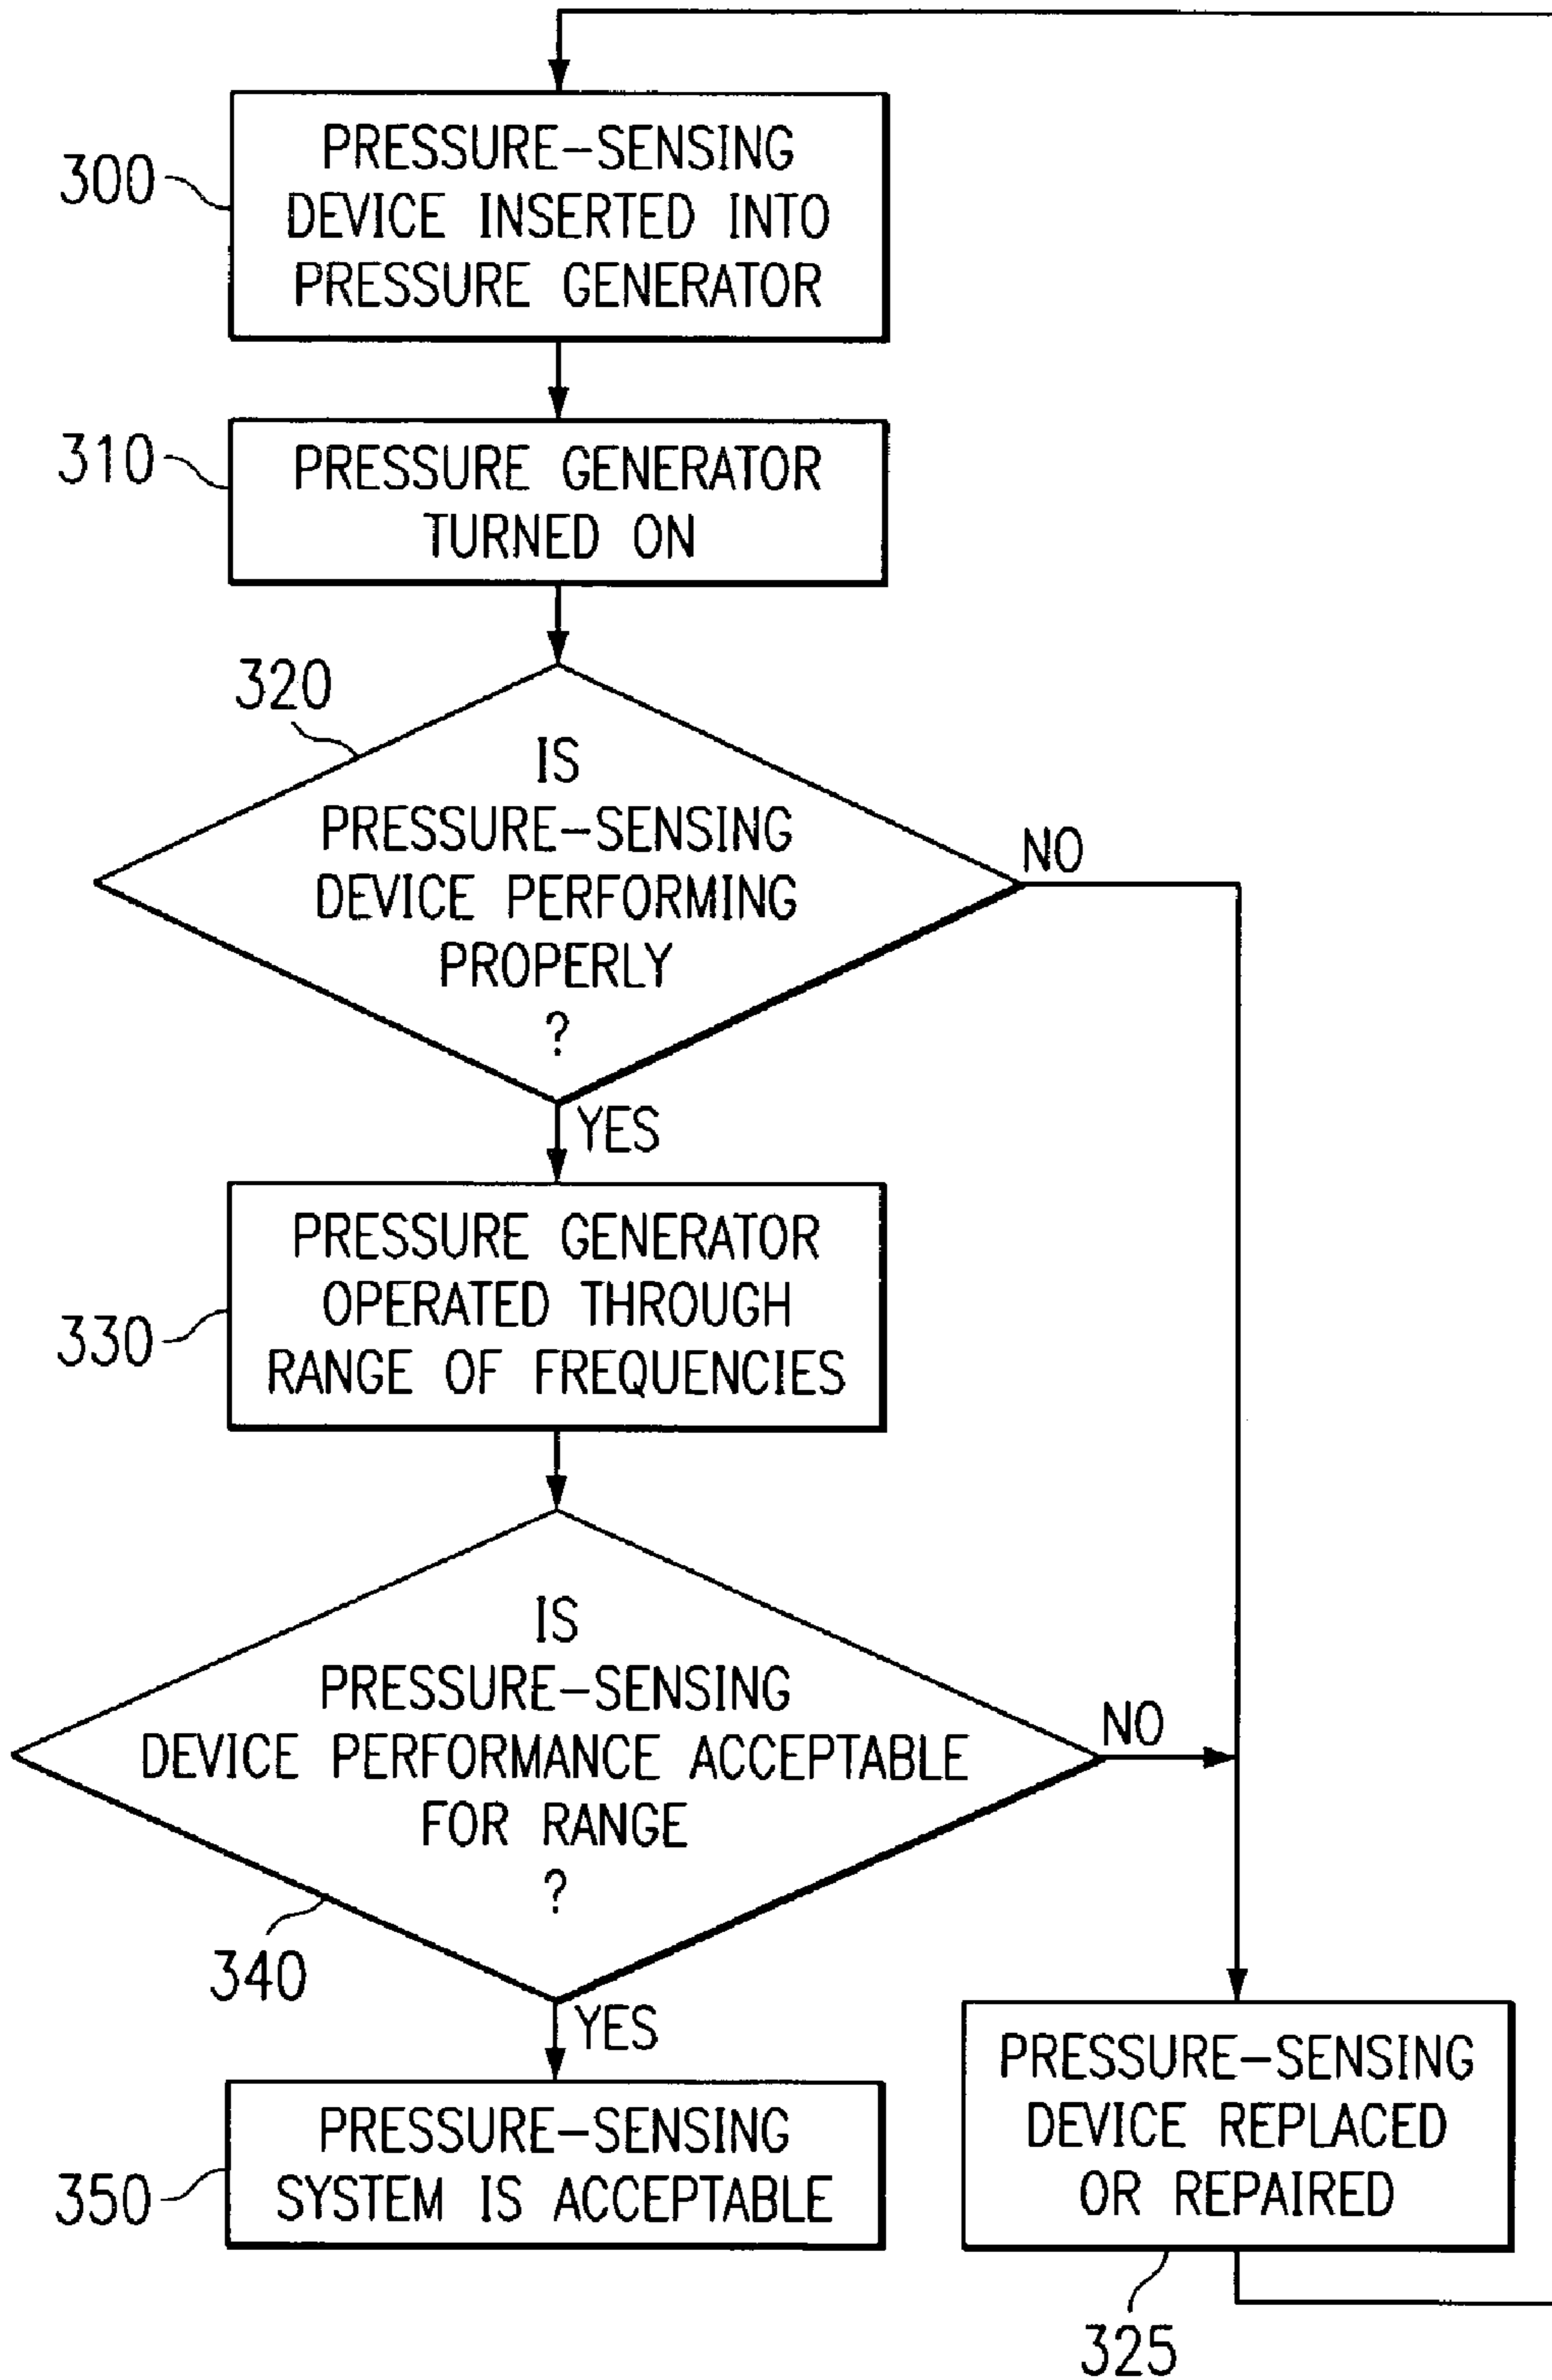 300
PRESSURE-SENSING
DEVICE INSERTED INTO
PRESSURE GENERATOR
310
PRESSURE GENERATOR
TURNED ON
320
IS
PRESSURE-SENSING
DEVICE PERFORMING
PROPERLY
?
NO
YES
330
PRESSURE GENERATOR
OPERATED THROUGH
RANGE OF FREQUENCIES
IS
PRESSURE-SENSING
DEVICE PERFORMANCE ACCEPTABLE
FOR RANGE
?
NO
340
YES
350
PRESSURE-SENSING
SYSTEM IS ACCEPTABLE
PRESSURE-SENSING
DEVICE REPLACED
OR REPAIRED
325